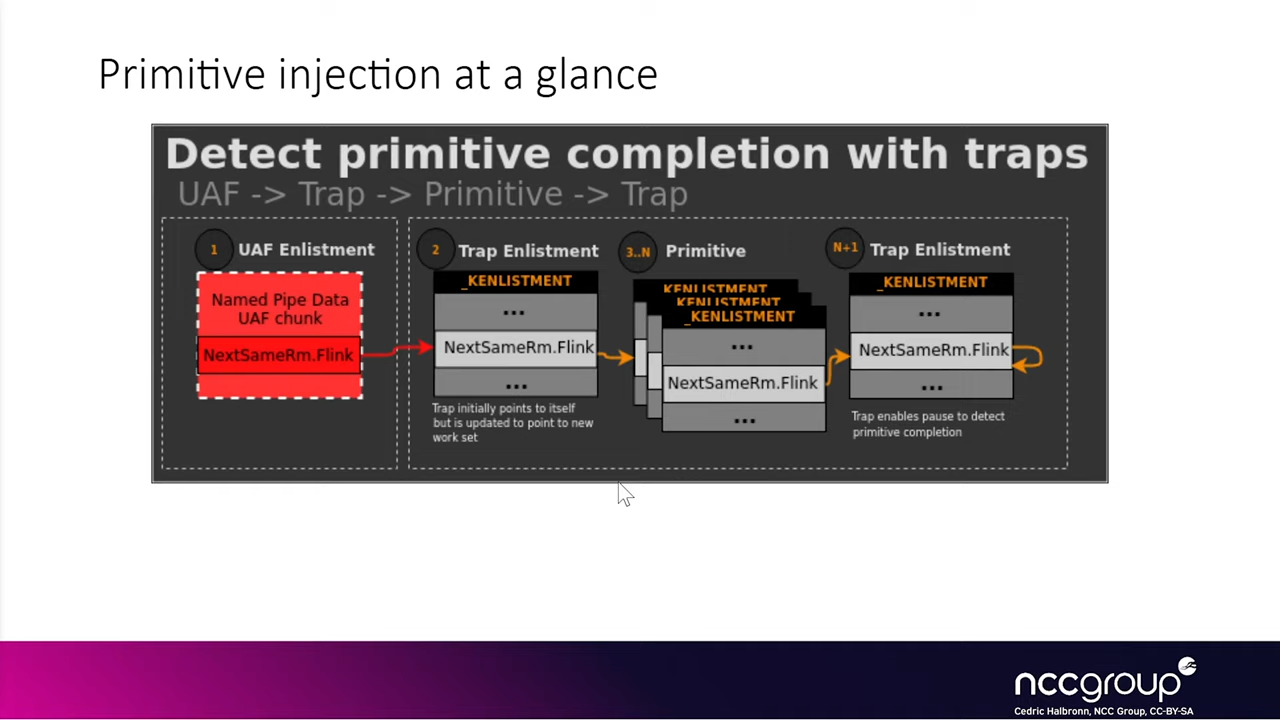 Primitive injection at a glance
Detect primitive completion with traps
UAF -> Trap -> Primitive -> Trap
1 UAF Enlistment
Named Pipe Data
UAF chunk
NextSameRm.Flink
2 Trap Enlistment
_KENLISTMENT
...
NextSameRm.Flink
...
Trap initially points to itself
but is updated to point to new
work set
3..N Primitive
_KENLISTMENT
_KENLISTMENT
_KENLISTMENT
...
NextSameRm.Flink
...
N+1 Trap Enlistment
_KENLISTMENT
...
NextSameRm.Flink
...
Trap enables pause to detect
primitive completion
nccgroup
Cedric Halbronn, NCC Group, CC-BY-SA